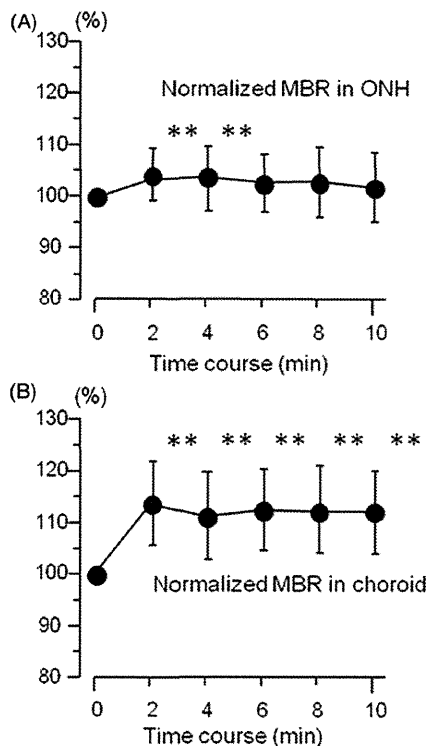 (A) (%)
130
120
Normalized MBR in ONH
** **
110
100
90
80
0 2 4 6 8 10
Time course (min)
(B) (%)
130
** ** ** ** **
120
110
100
Normalized MBR in choroid
90
80
0 2 4 6 8 10
Time course (min)